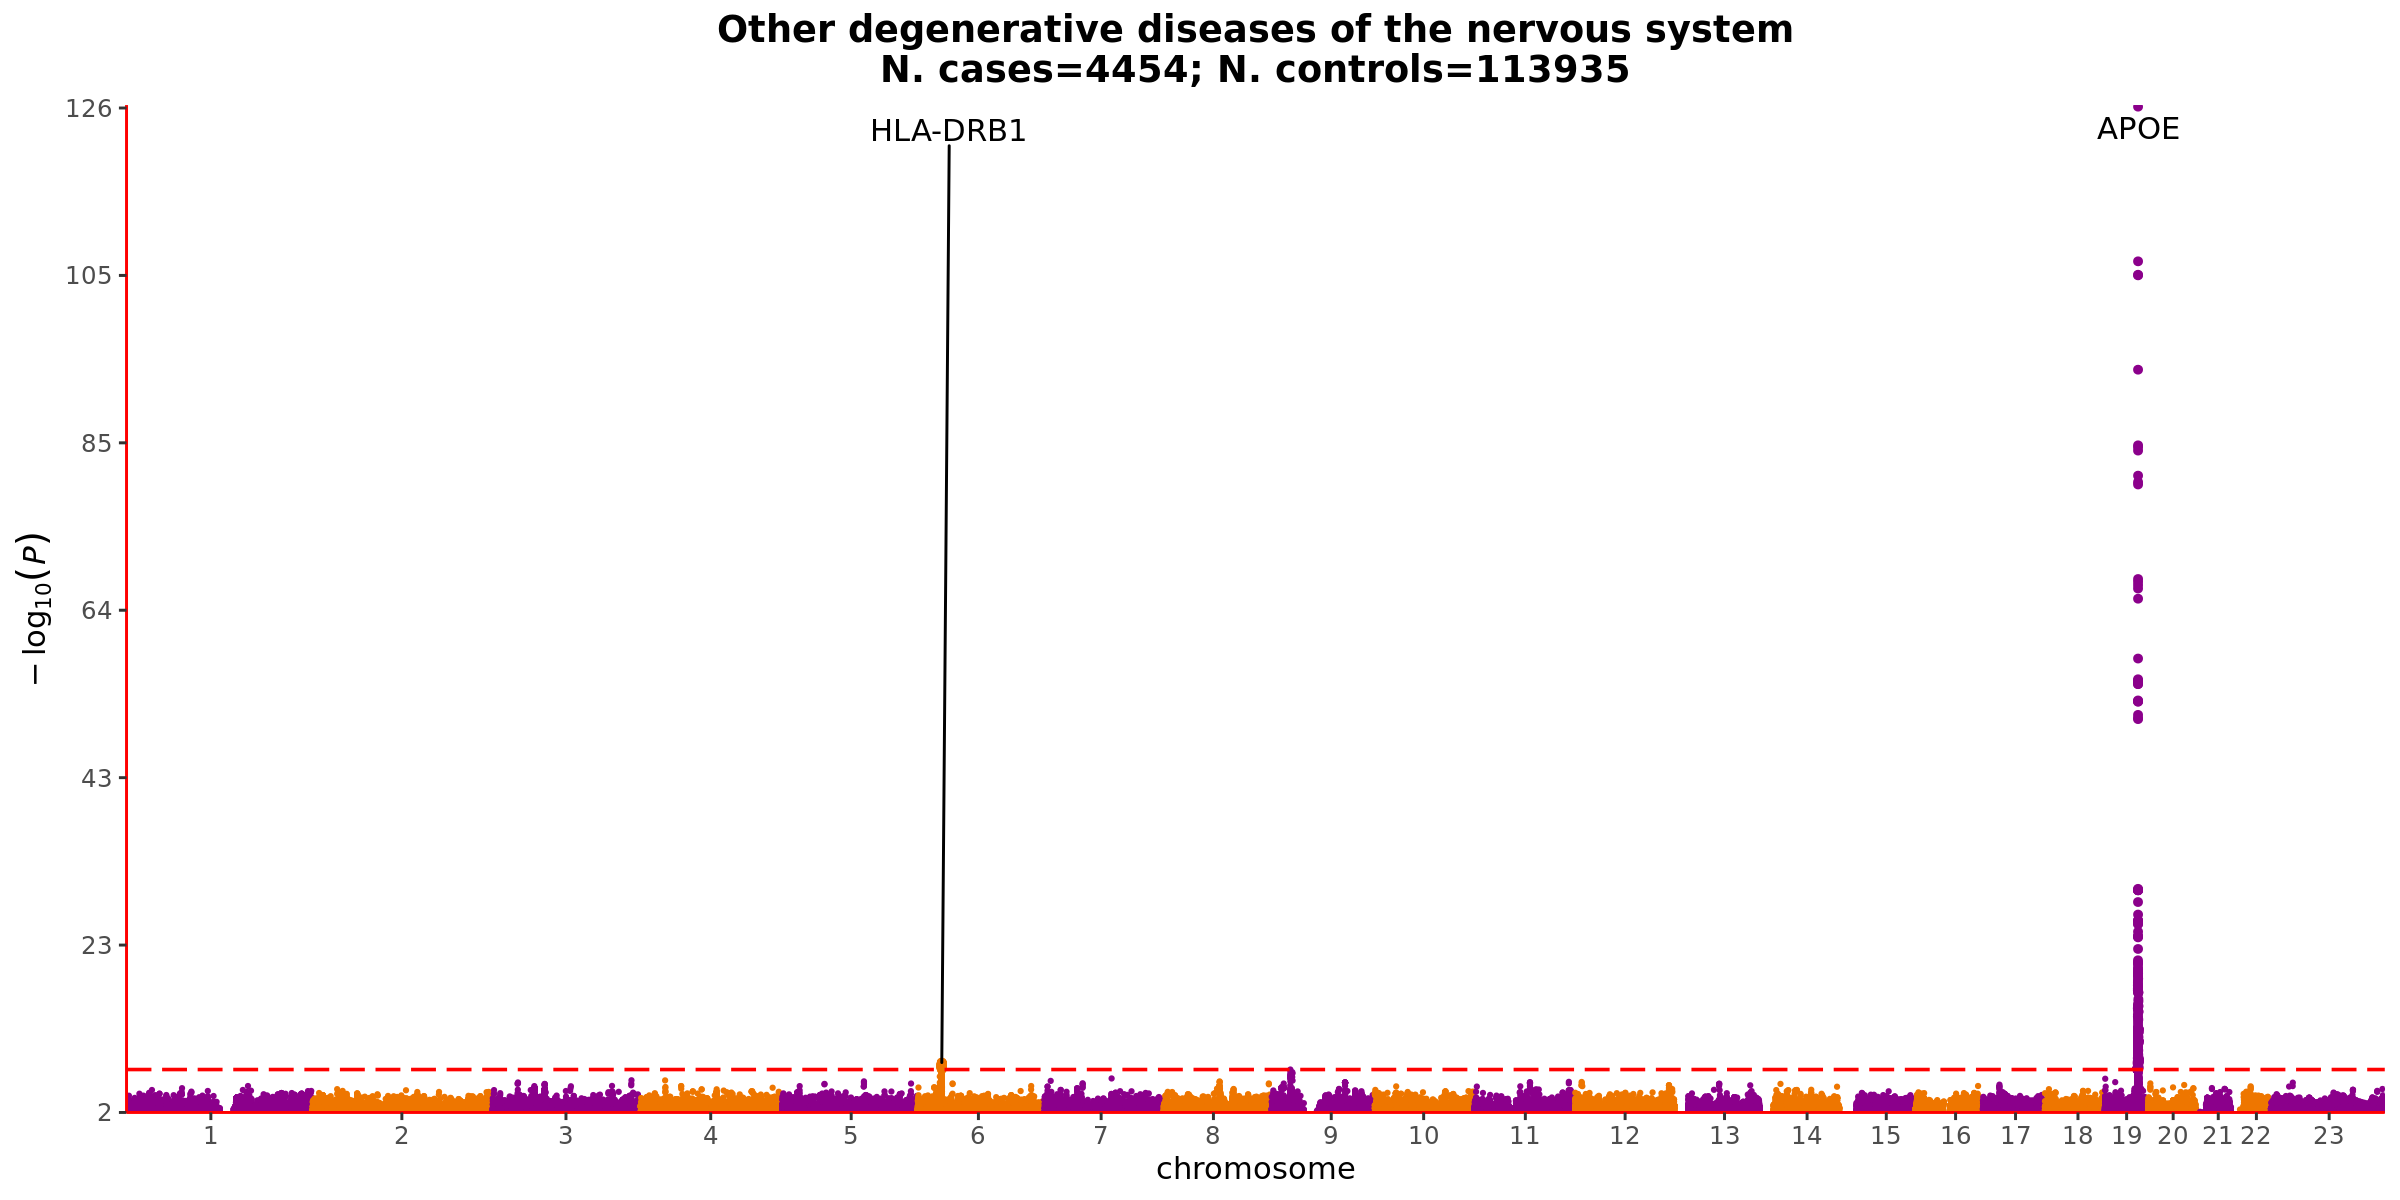 Other degenerative diseases of the nervous system
N. cases=4454; N. controls=113935
126
105
85
64
43
23
2
− log10(P)
HLA-DRB1
APOE
1 2 3 4 5 6 7 8 9 10 11 12 13 14 15 16 17 18 19 20 21 22 23
chromosome